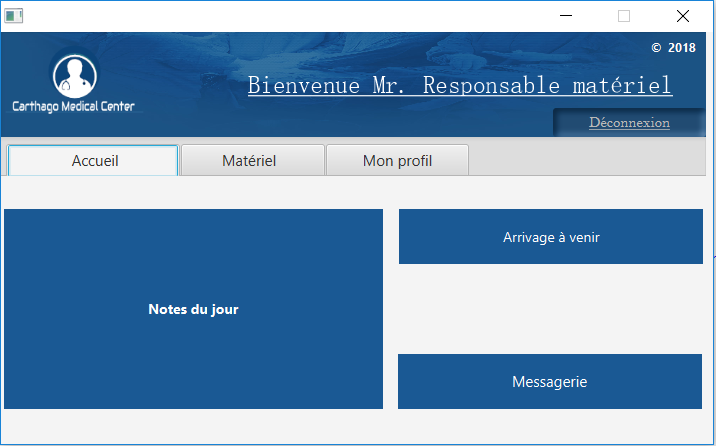 © 2018
Bienvenue Mr. Responsable matériel
Carthago Medical Center
Déconnexion
Accueil
Matériel
Mon profil
Notes du jour
Arrivage à venir
Messagerie